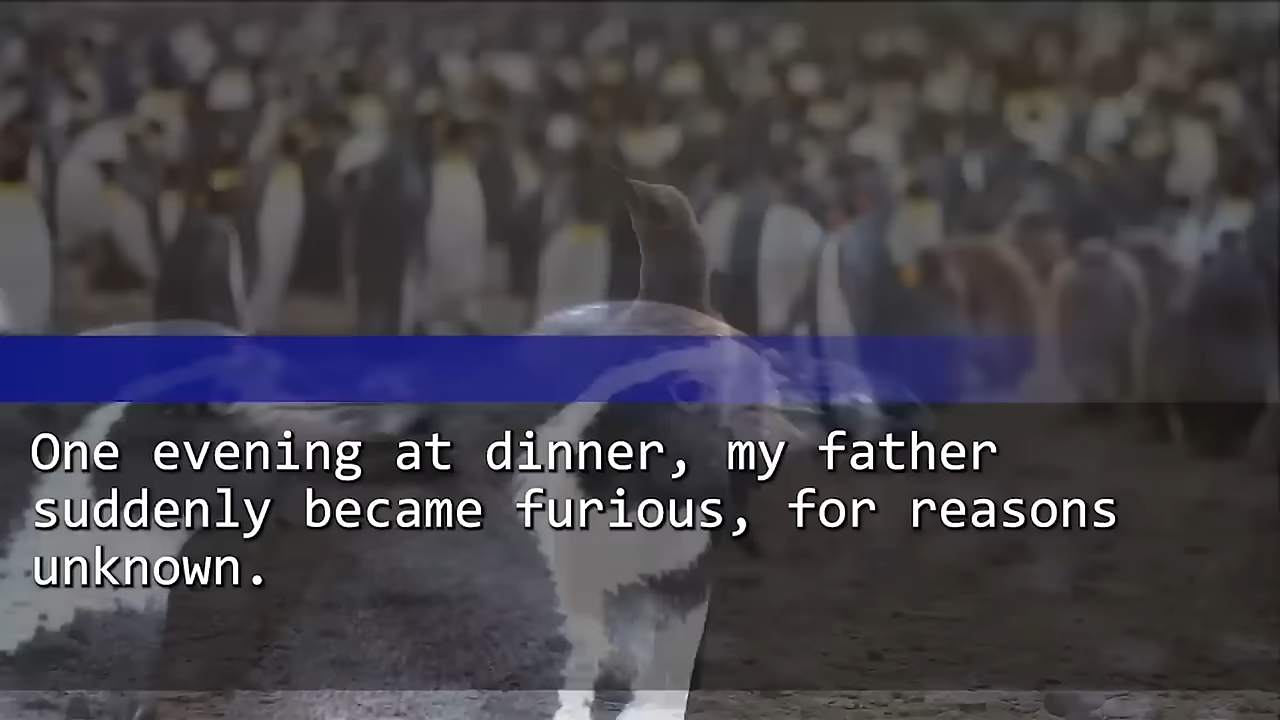 One evening at dinner, my father
suddenly became furious, for reasons
unknown.